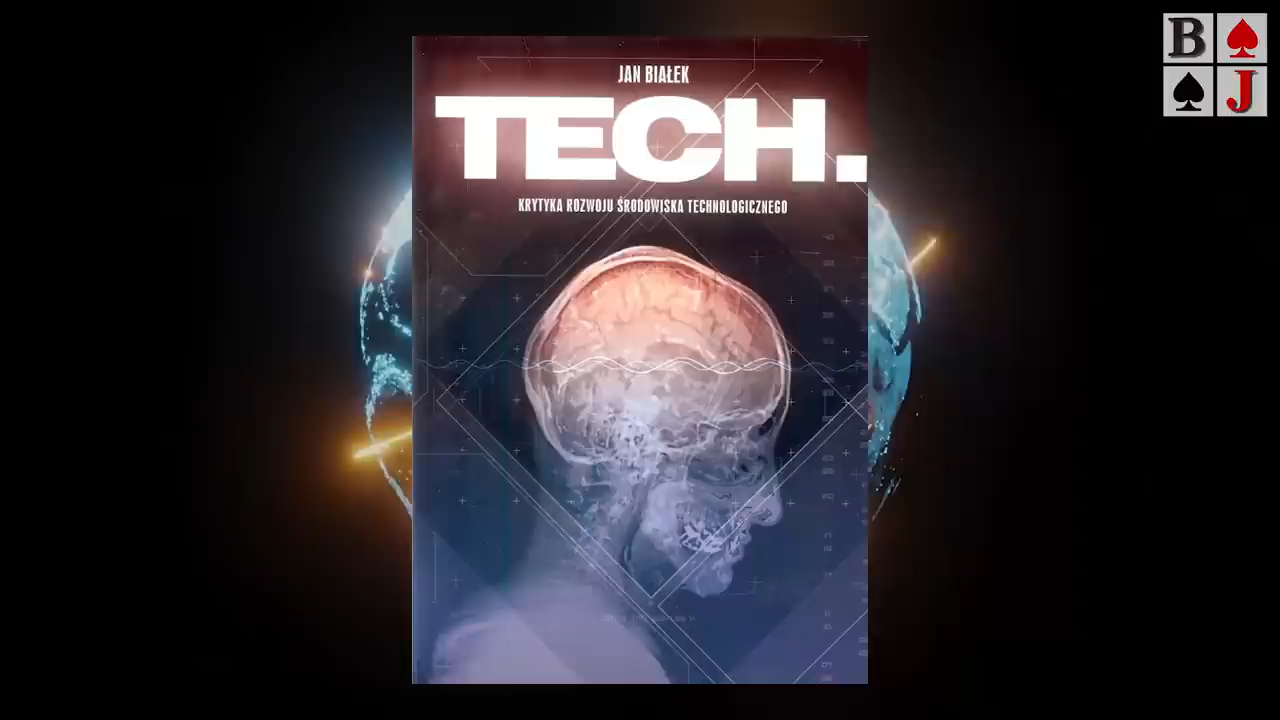 JAN BIAŁEK
TECH.
KRYTYKA ROZWOJU ŚRODOWISKA TECHNOLOGICZNEGO
B
J